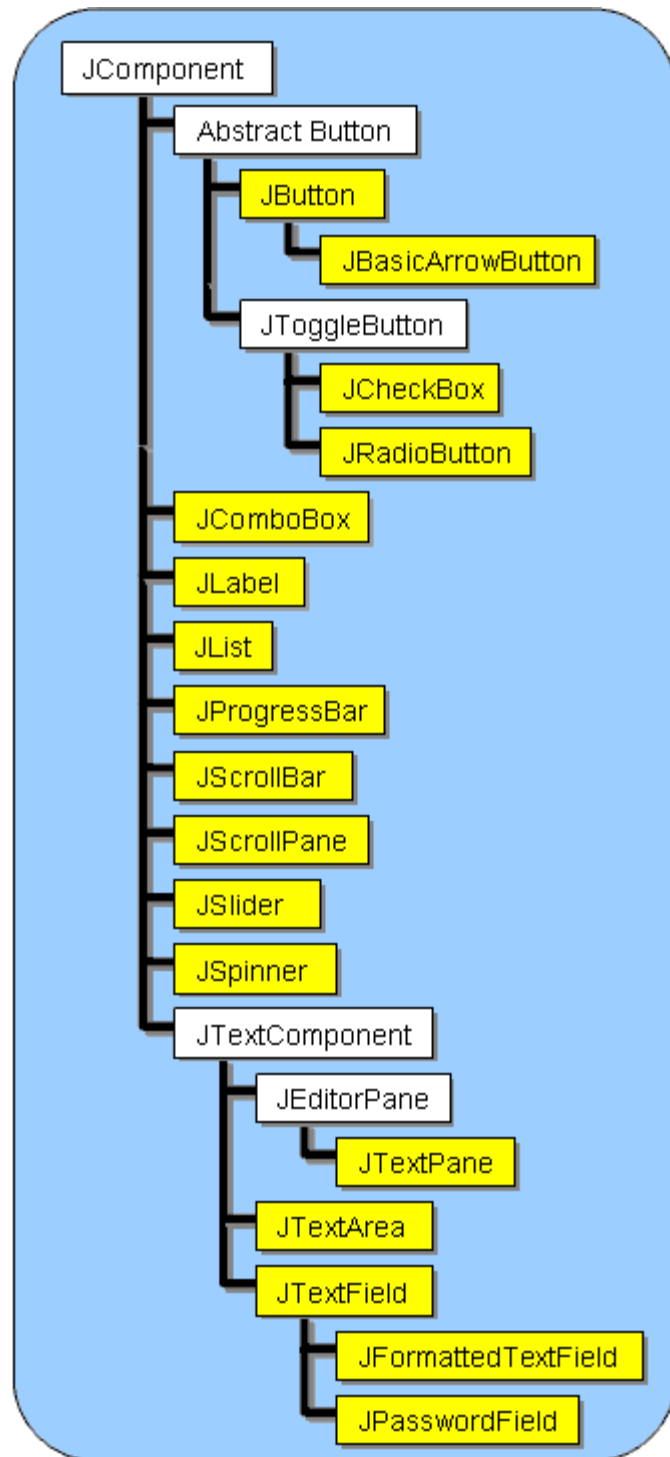 JComponent
Abstract Button
JButton
JBasicArrowButton
JToggleButton
JCheckBox
JRadioButton
JComboBox
JLabel
JList
JProgressBar
JScrollBar
JScrollPane
JSlider
JSpinner
JTextComponent
JEditorPane
JTextPane
JTextArea
JTextField
JFormattedTextField
JPasswordField